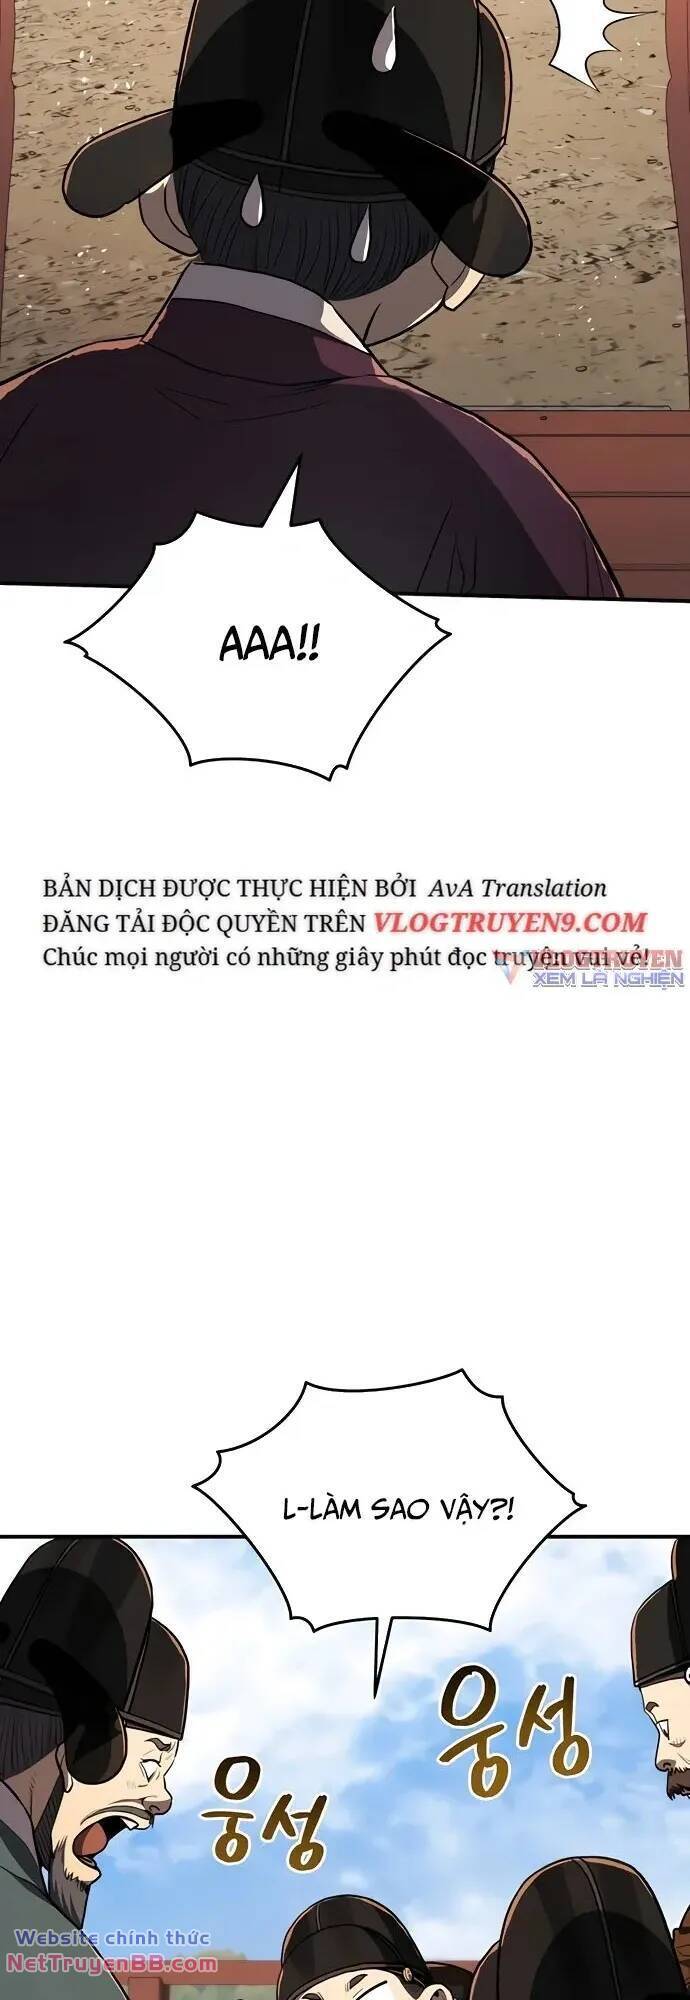 AAA!!
BẢN DỊCH ĐƯỢC THỰC HIỆN BỞI AvA Translation
ĐĂNG TẢI ĐỘC QUYỀN TRÊN VLOGTRUYEN9.COM
Chúc mọi người có những giây phút đọc truyện vui vẻ!
VLOGTRUYEN
XEM LÀ NGHIỆN
L-LÀM SAO VẬY?!
웅성
웅성
Website chính thức
NetTruyenBB.com